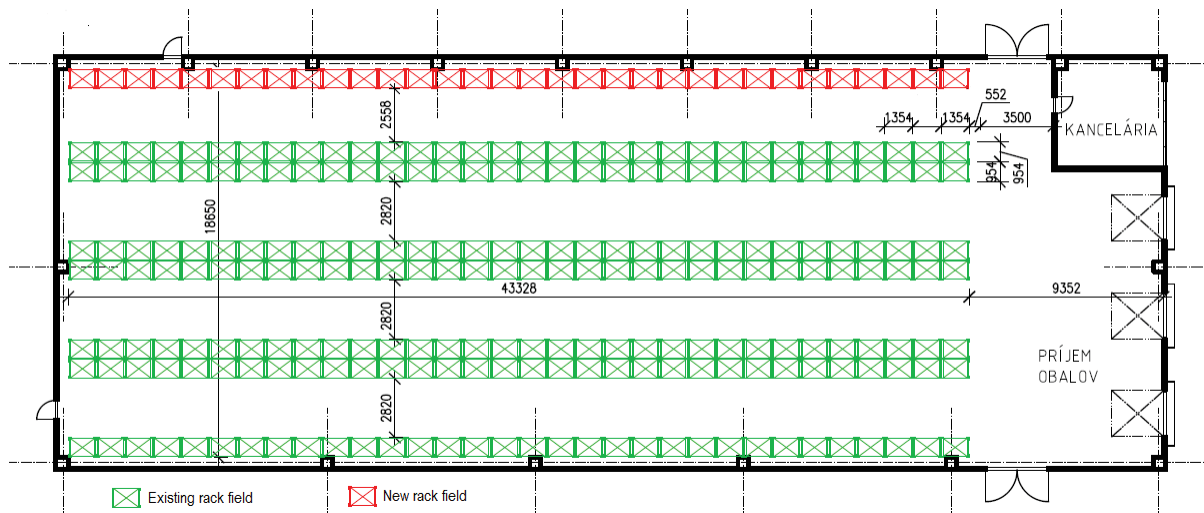 2558
1354
1354
552
3500
KANCELÁRIA
954
954
18650
2820
43328
2820
9352
PRÍJEM
OBALOV
2820
Existing rack field
New rack field